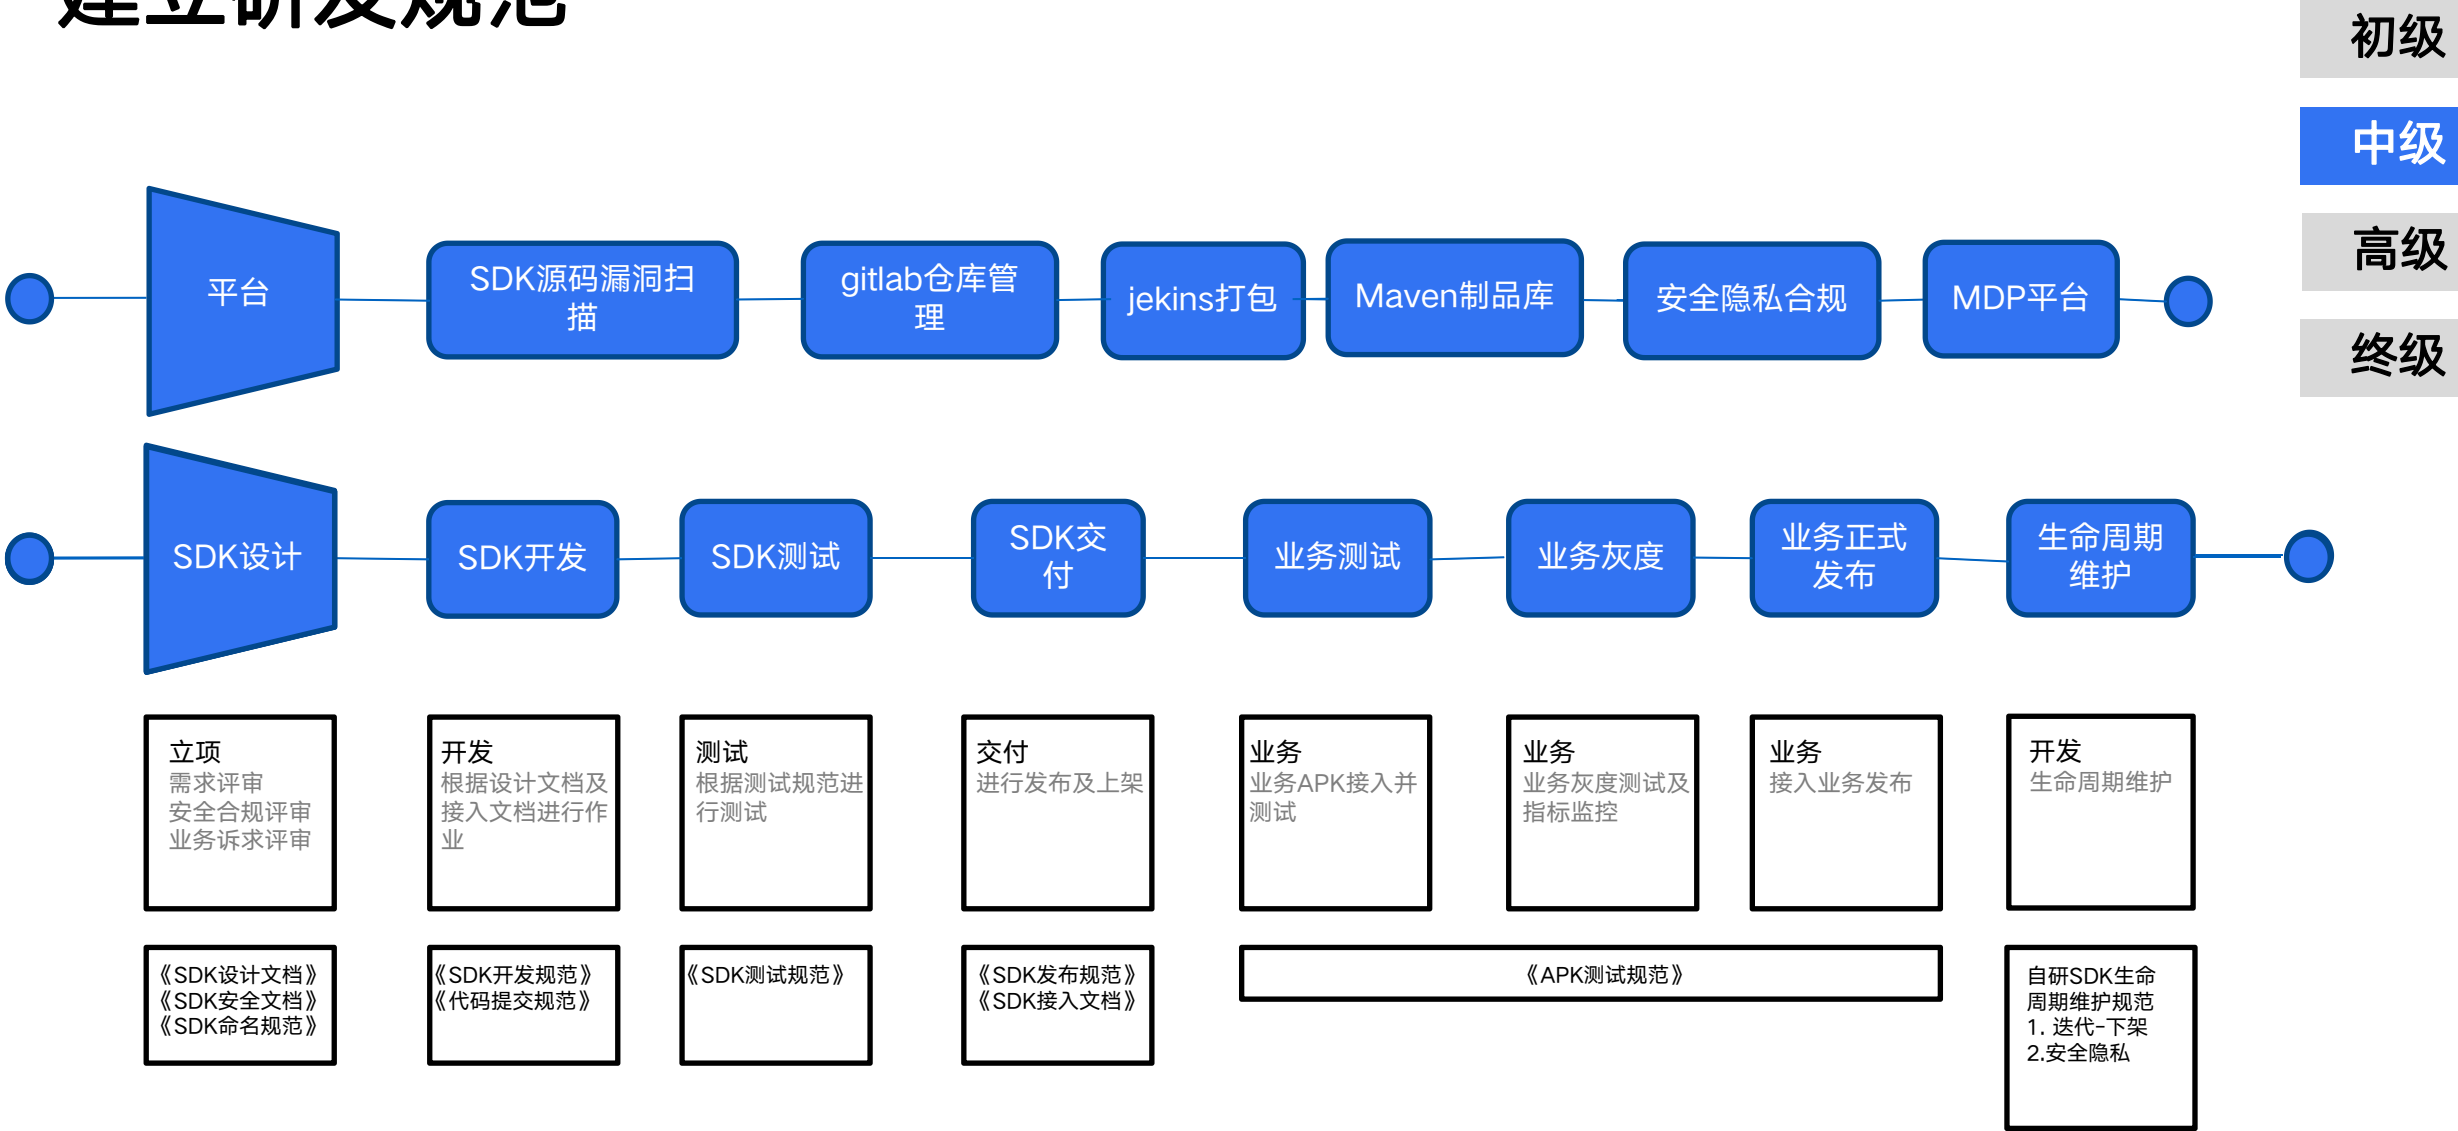 建立研发规范
初级
中级
高级
终级
平台
SDK源码漏洞扫
描
gitlab仓库管
理
jekins打包
Maven制品库
安全隐私合规
MDP平台
SDK设计
SDK开发
SDK测试
SDK交
付
业务测试
业务灰度
业务正式
发布
生命周期
维护
立项
需求评审
安全合规评审
业务诉求评审
开发
根据设计文档及
接入文档进行作
业
测试
根据测试规范进
行测试
交付
进行发布及上架
业务
业务APK接入并
测试
业务
业务灰度测试及
指标监控
业务
接入业务发布
开发
生命周期维护
《SDK设计文档》
《SDK安全文档》
《SDK命名规范》
《SDK开发规范》
《代码提交规范》
《SDK测试规范》
《SDK发布规范》
《SDK接入文档》
《APK测试规范》
自研SDK生命
周期维护规范
1. 迭代-下架
2.安全隐私